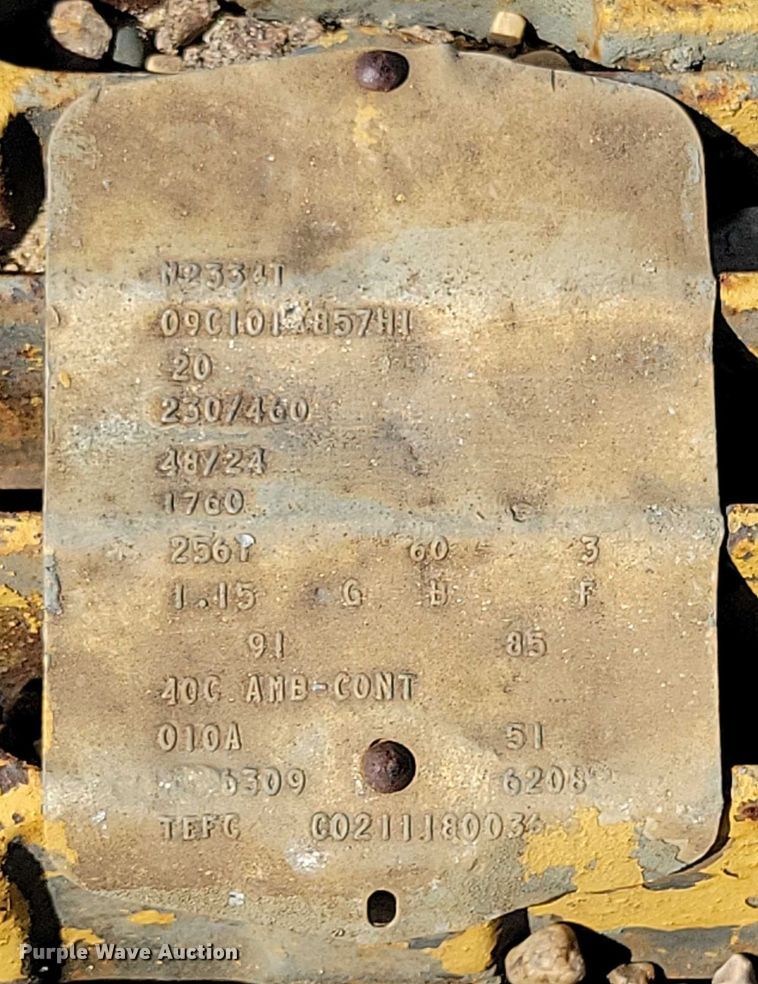 M2334T
20
230/460
48/24
1760
256T 60 3
1.15 G B F
91 85
40C AMB-CONT
010A 51
6309 6208
TEFC
Purple Wave Auction